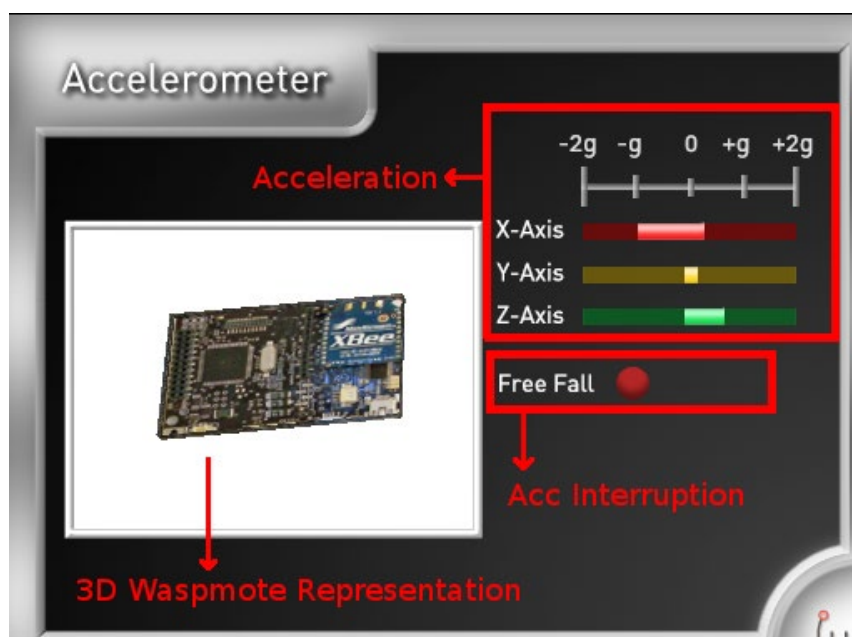 Accelerometer
-2g -g 0 +g +2g
Acceleration
X-Axis
Y-Axis
Z-Axis
XBee
Free Fall
Acc Interruption
3D Waspmote Representation